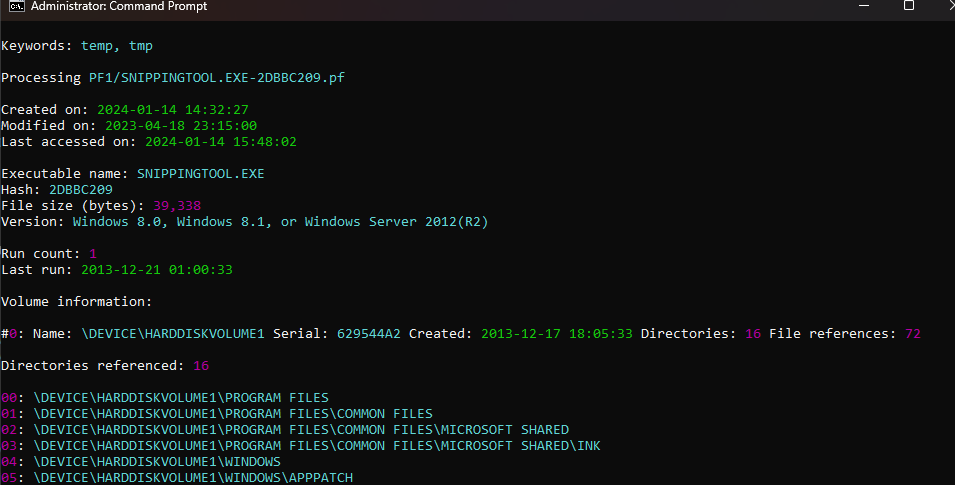 Administrator: Command Prompt
Keywords: temp, tmp
Processing PF1/SNIPPINGTOOL.EXE-2DBBC209.pf
Created on: 2024-01-14 14:32:27
Modified on: 2023-04-18 23:15:00
Last accessed on: 2024-01-14 15:48:02
Executable name: SNIPPINGTOOL.EXE
Hash: 2DBBC209
File size (bytes): 39,338
Version: Windows 8.0, Windows 8.1, or Windows Server 2012(R2)
Run count: 1
Last run: 2013-12-21 01:00:33
Volume information:
#0: Name: \DEVICE\HARDDISKVOLUME1 Serial: 629544A2 Created: 2013-12-17 18:05:33 Directories: 16 File references: 72
Directories referenced: 16
00: \DEVICE\HARDDISKVOLUME1\PROGRAM FILES
01: \DEVICE\HARDDISKVOLUME1\PROGRAM FILES\COMMON FILES
02: \DEVICE\HARDDISKVOLUME1\PROGRAM FILES\COMMON FILES\MICROSOFT SHARED
03: \DEVICE\HARDDISKVOLUME1\PROGRAM FILES\COMMON FILES\MICROSOFT SHARED\INK
04: \DEVICE\HARDDISKVOLUME1\WINDOWS
05: \DEVICE\HARDDISKVOLUME1\WINDOWS\APPPATCH